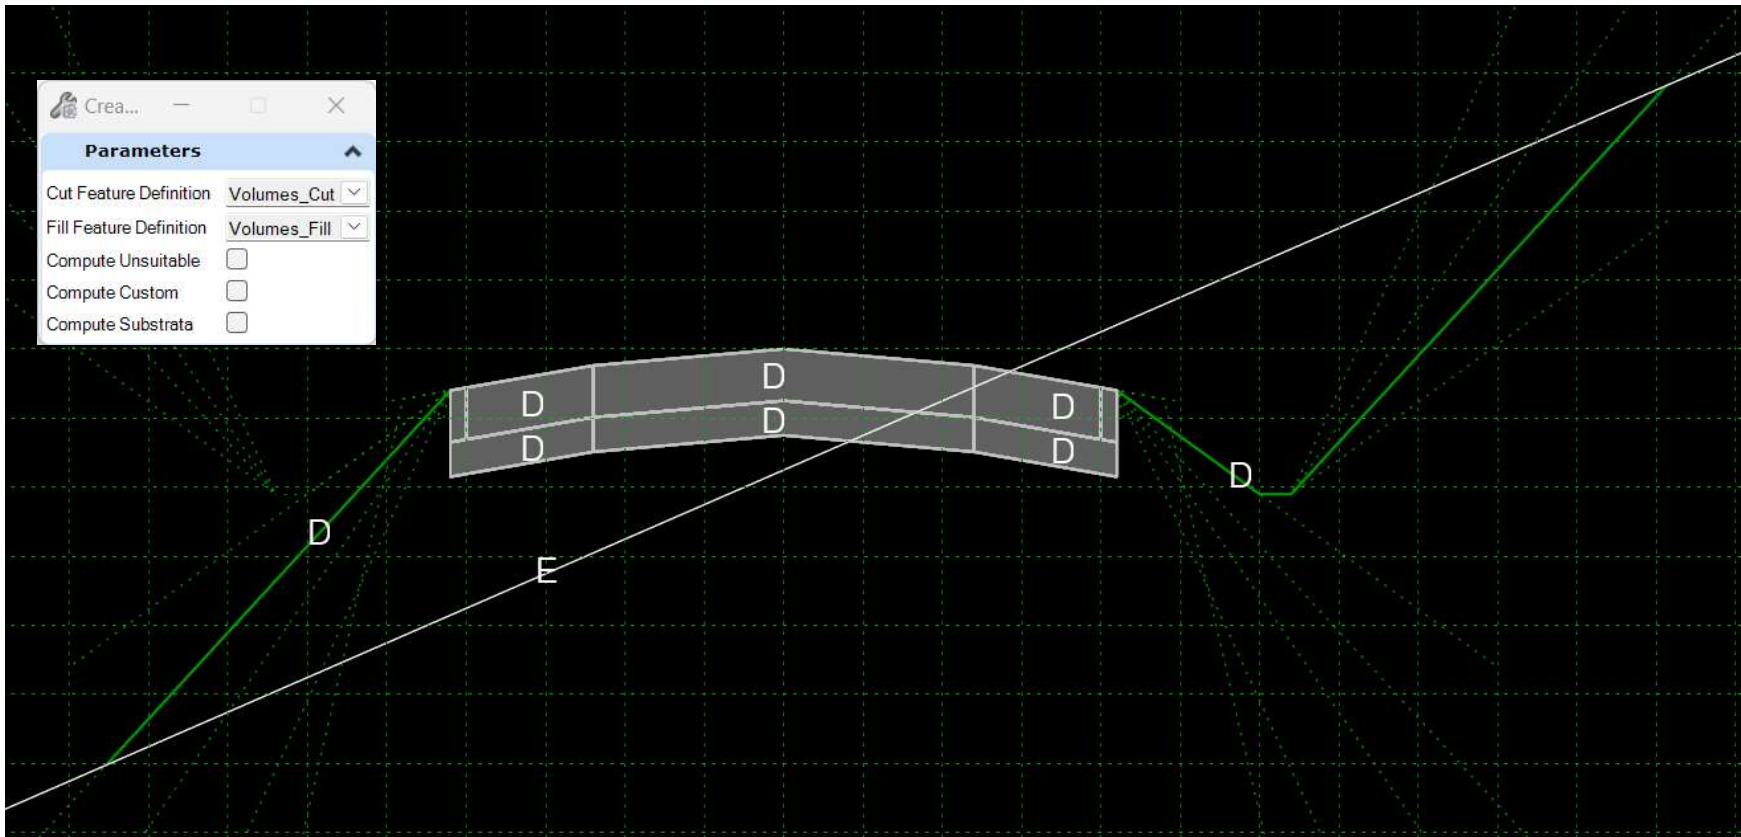 Crea...
Parameters
Cut Feature Definition Volumes_Cut
Fill Feature Definition Volumes_Fill
Compute Unsuitable
Compute Custom
Compute Substrata
D
D D
D
D D
D
D
E